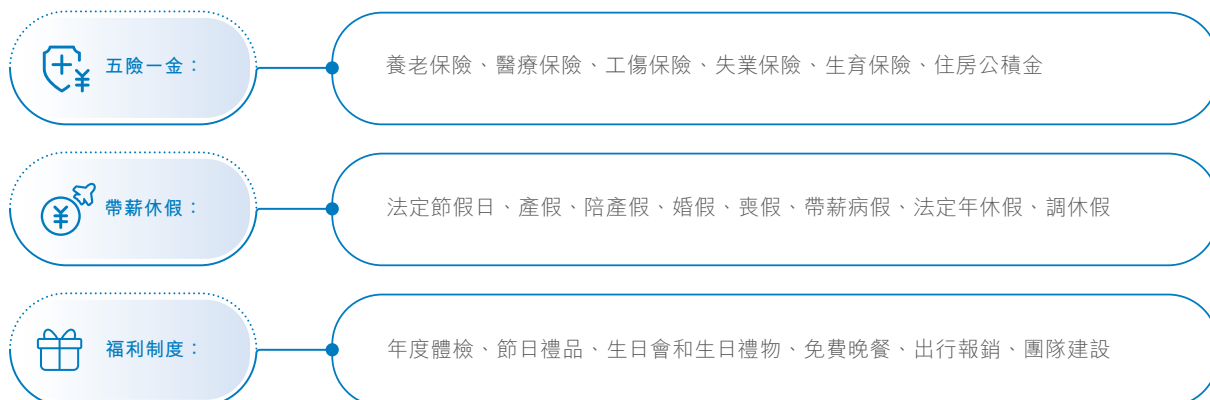 五險一金：
養老保險、醫療保險、工傷保險、失業保險、生育保險、住房公積金
帶薪休假：
法定節假日、產假、陪產假、婚假、喪假、帶薪病假、法定年休假、調休假
福利制度：
年度體檢、節日禮品、生日會和生日禮物、免費晚餐、出行報銷、團隊建設